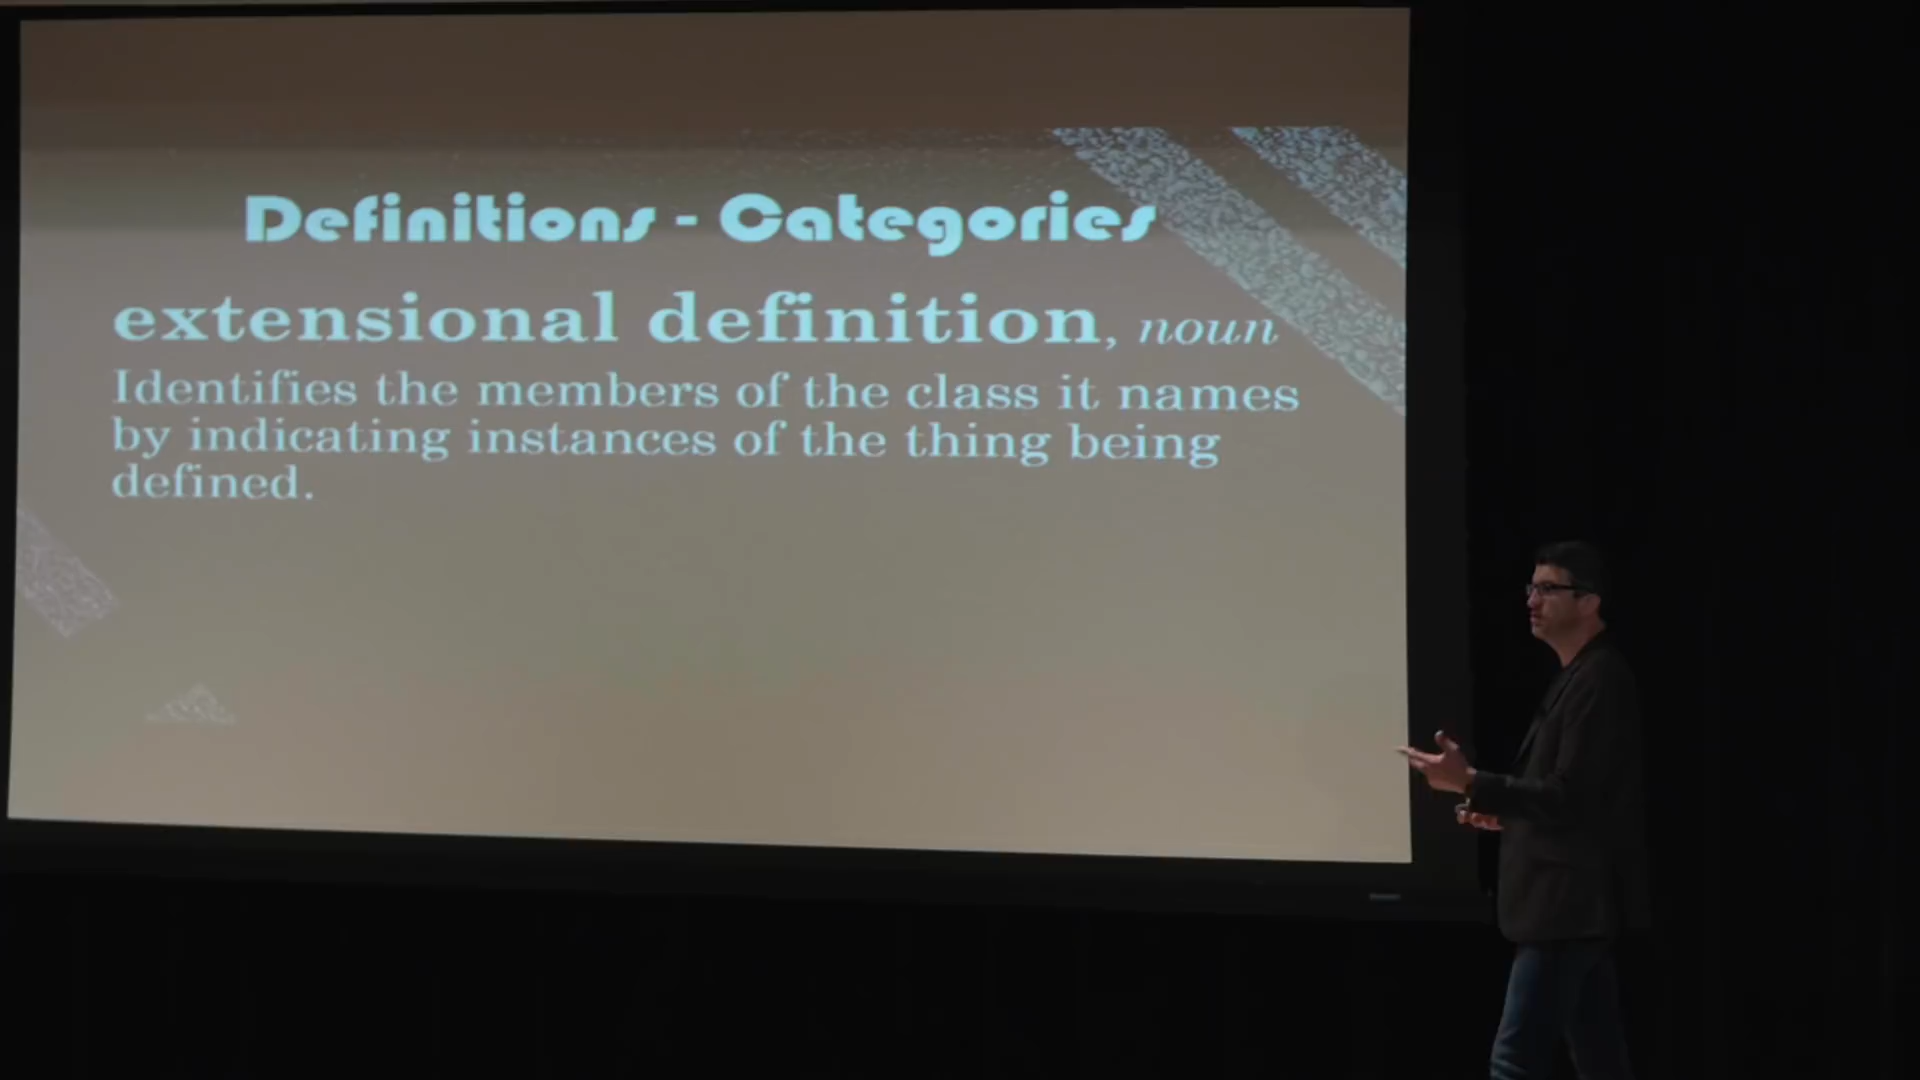 Definitions - Categories
extensional definition, noun
Identifies the members of the class it names
by indicating instances of the thing being
defined.